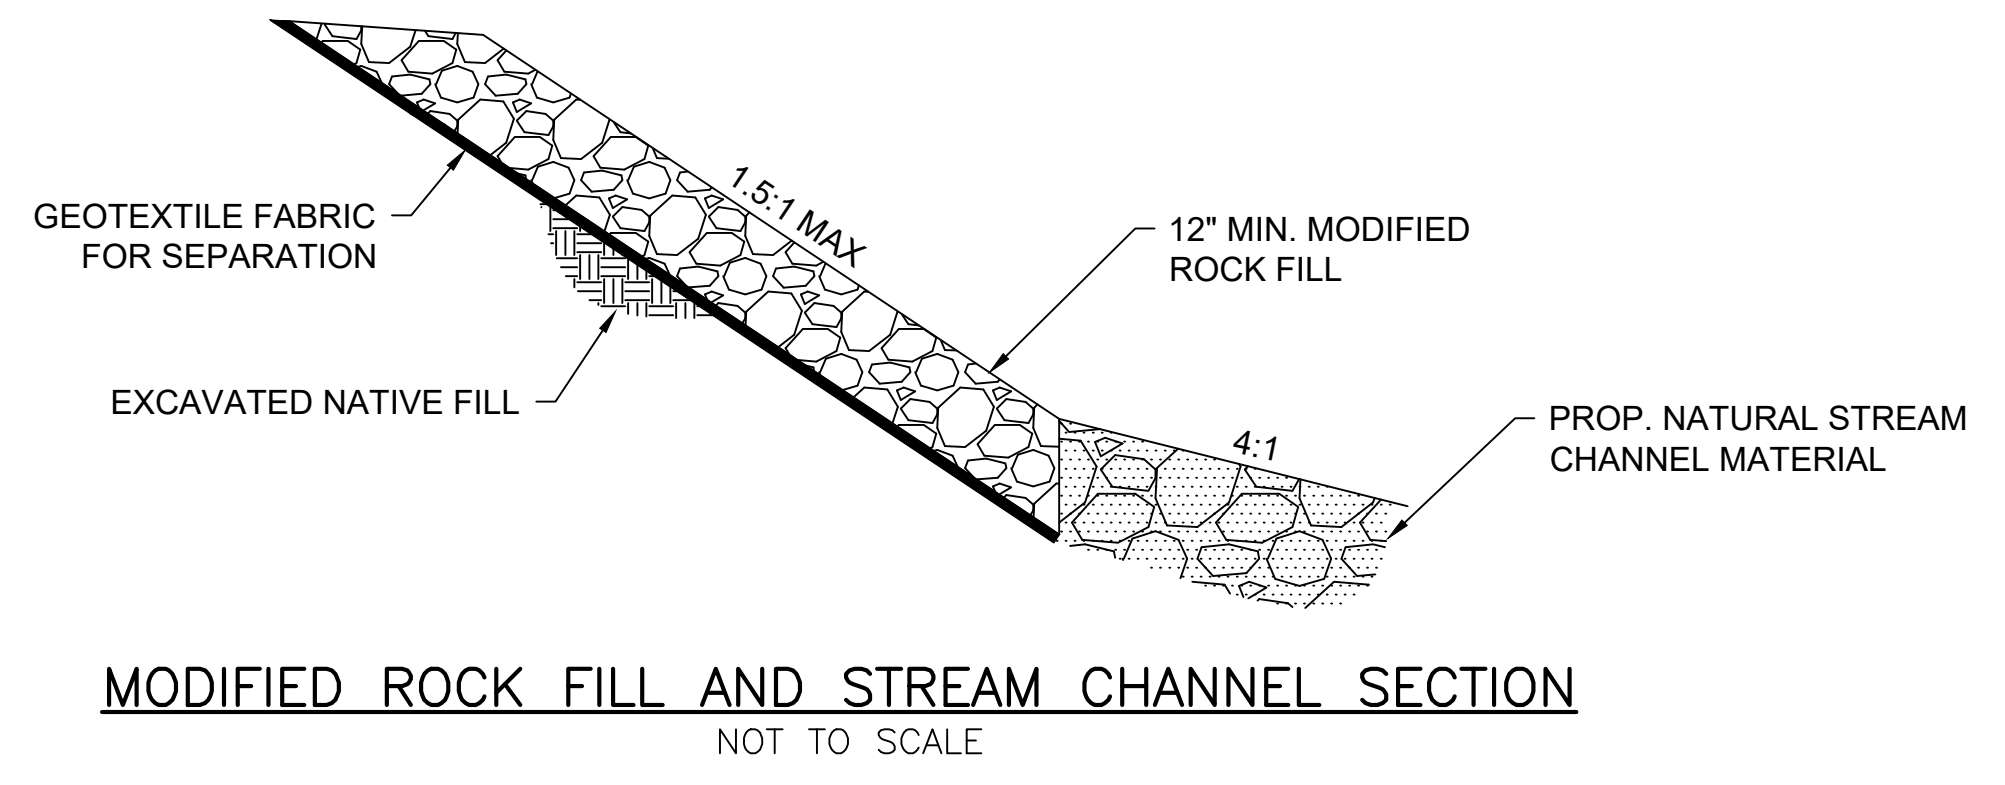 GEOTEXTILE FABRIC
FOR SEPARATION
1.5:1 MAX
12" MIN. MODIFIED
ROCK FILL
EXCAVATED NATIVE FILL
4:1
PROP. NATURAL STREAM
CHANNEL MATERIAL
MODIFIED ROCK FILL AND STREAM CHANNEL SECTION
NOT TO SCALE